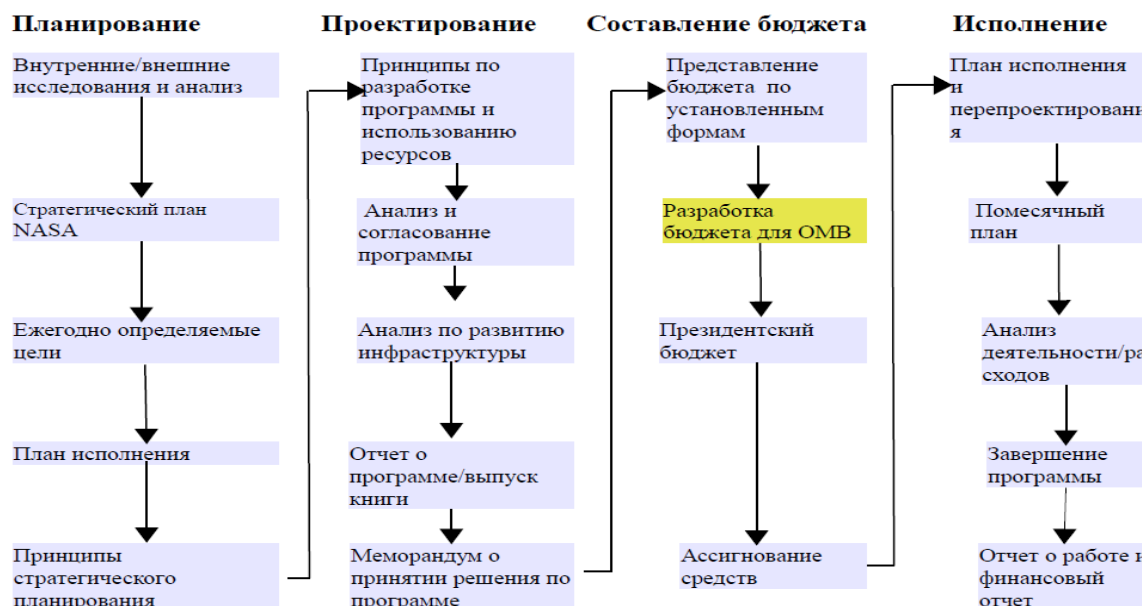 Планирование
Внутренние/внешние
исследования и анализ
Стратегический план
NASA
Ежегодно определяемые
цели
План исполнения
Принципы
стратегического
планирования
Проектирование
Принципы по
разработке
программы и
использованию
ресурсов
Анализ и
согласование
программы
Анализ по развитию
инфраструктуры
Отчет о
программе/выпуск
книги
Меморандум о
принятии решения по
программе
Составление бюджета
Представление
бюджета по
установленным
формам
Разработка
бюджета для OMB
Президентский
бюджет
Ассигнование
средств
Исполнение
План исполнения
и
перепроектировани
я
Помесячный
план
Анализ
деятельности/ра
сходов
Завершение
программы
Отчет о работе и
финансовый
отчет